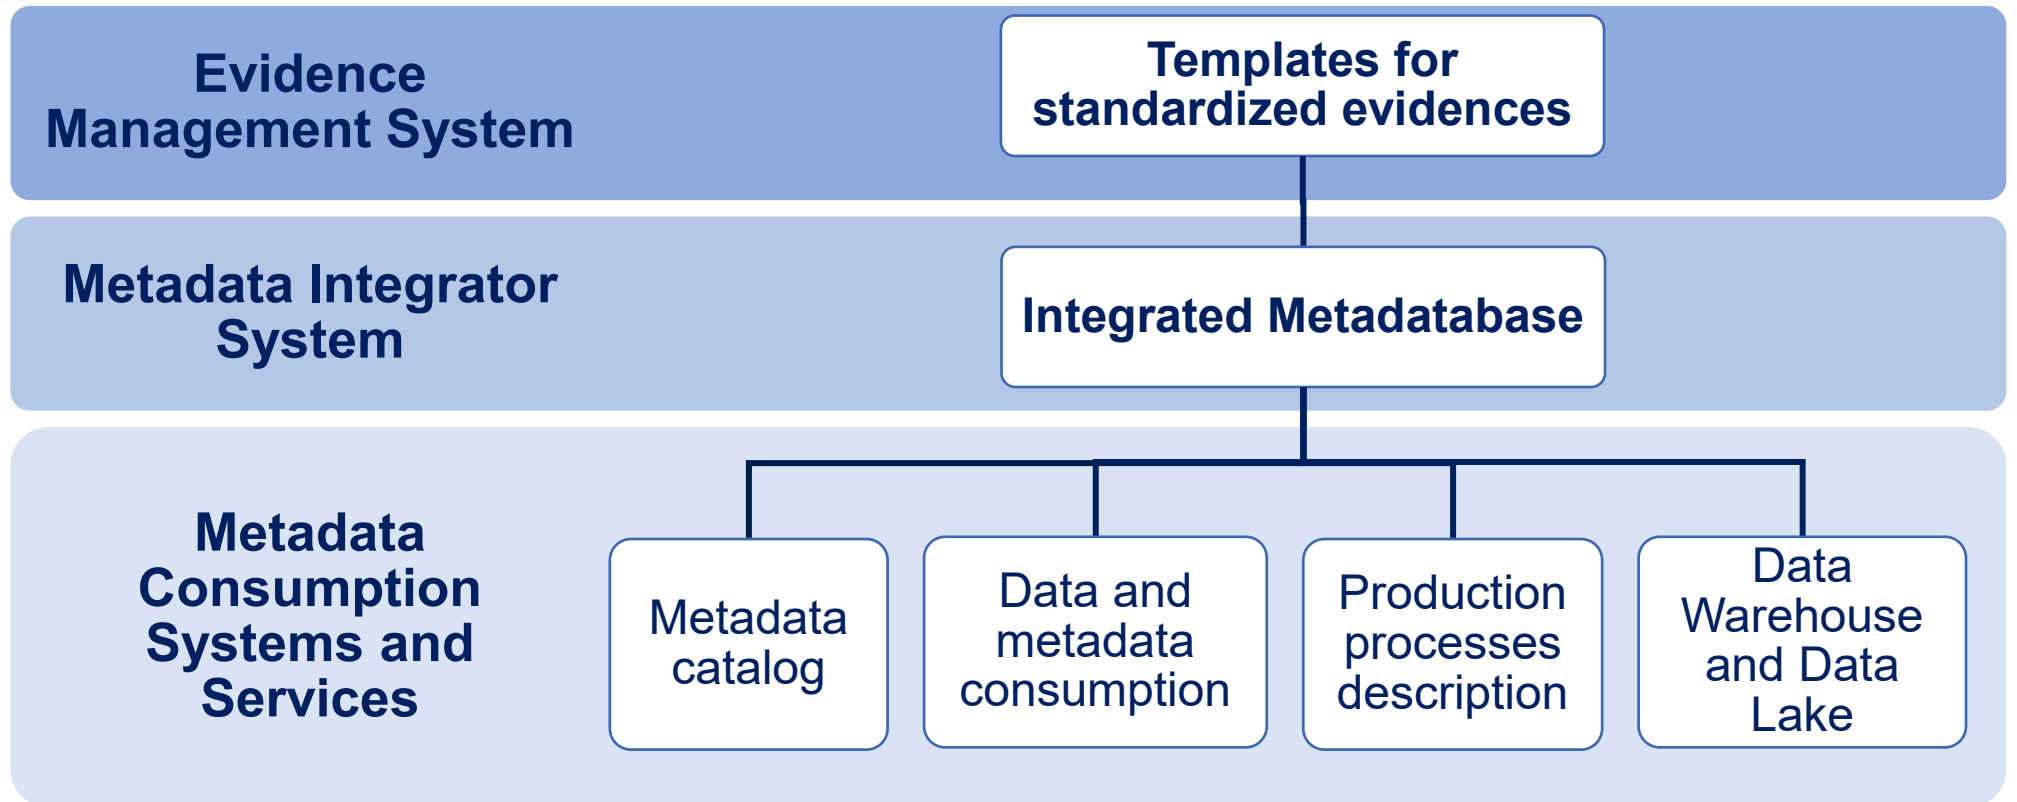 Evidence
Management System
Templates for
standardized evidences
Metadata Integrator
System
Integrated Metadatabase
Metadata
Consumption
Systems and
Services
Metadata
catalog
Data and
metadata
consumption
Production
processes
description
Data
Warehouse
and Data
Lake